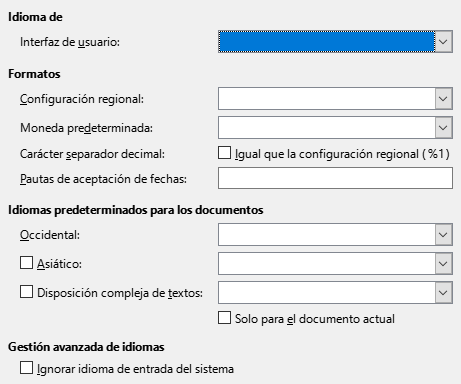 Idioma de
Interfaz de usuario:
Formatos
Configuración regional:
Moneda predeterminada:
Carácter separador decimal: Igual que la configuración regional (%1)
Pautas de aceptación de fechas:
Idiomas predeterminados para los documentos
Occidental:
Asiático:
Disposición compleja de textos:
Solo para el documento actual
Gestión avanzada de idiomas
Ignorar idioma de entrada del sistema